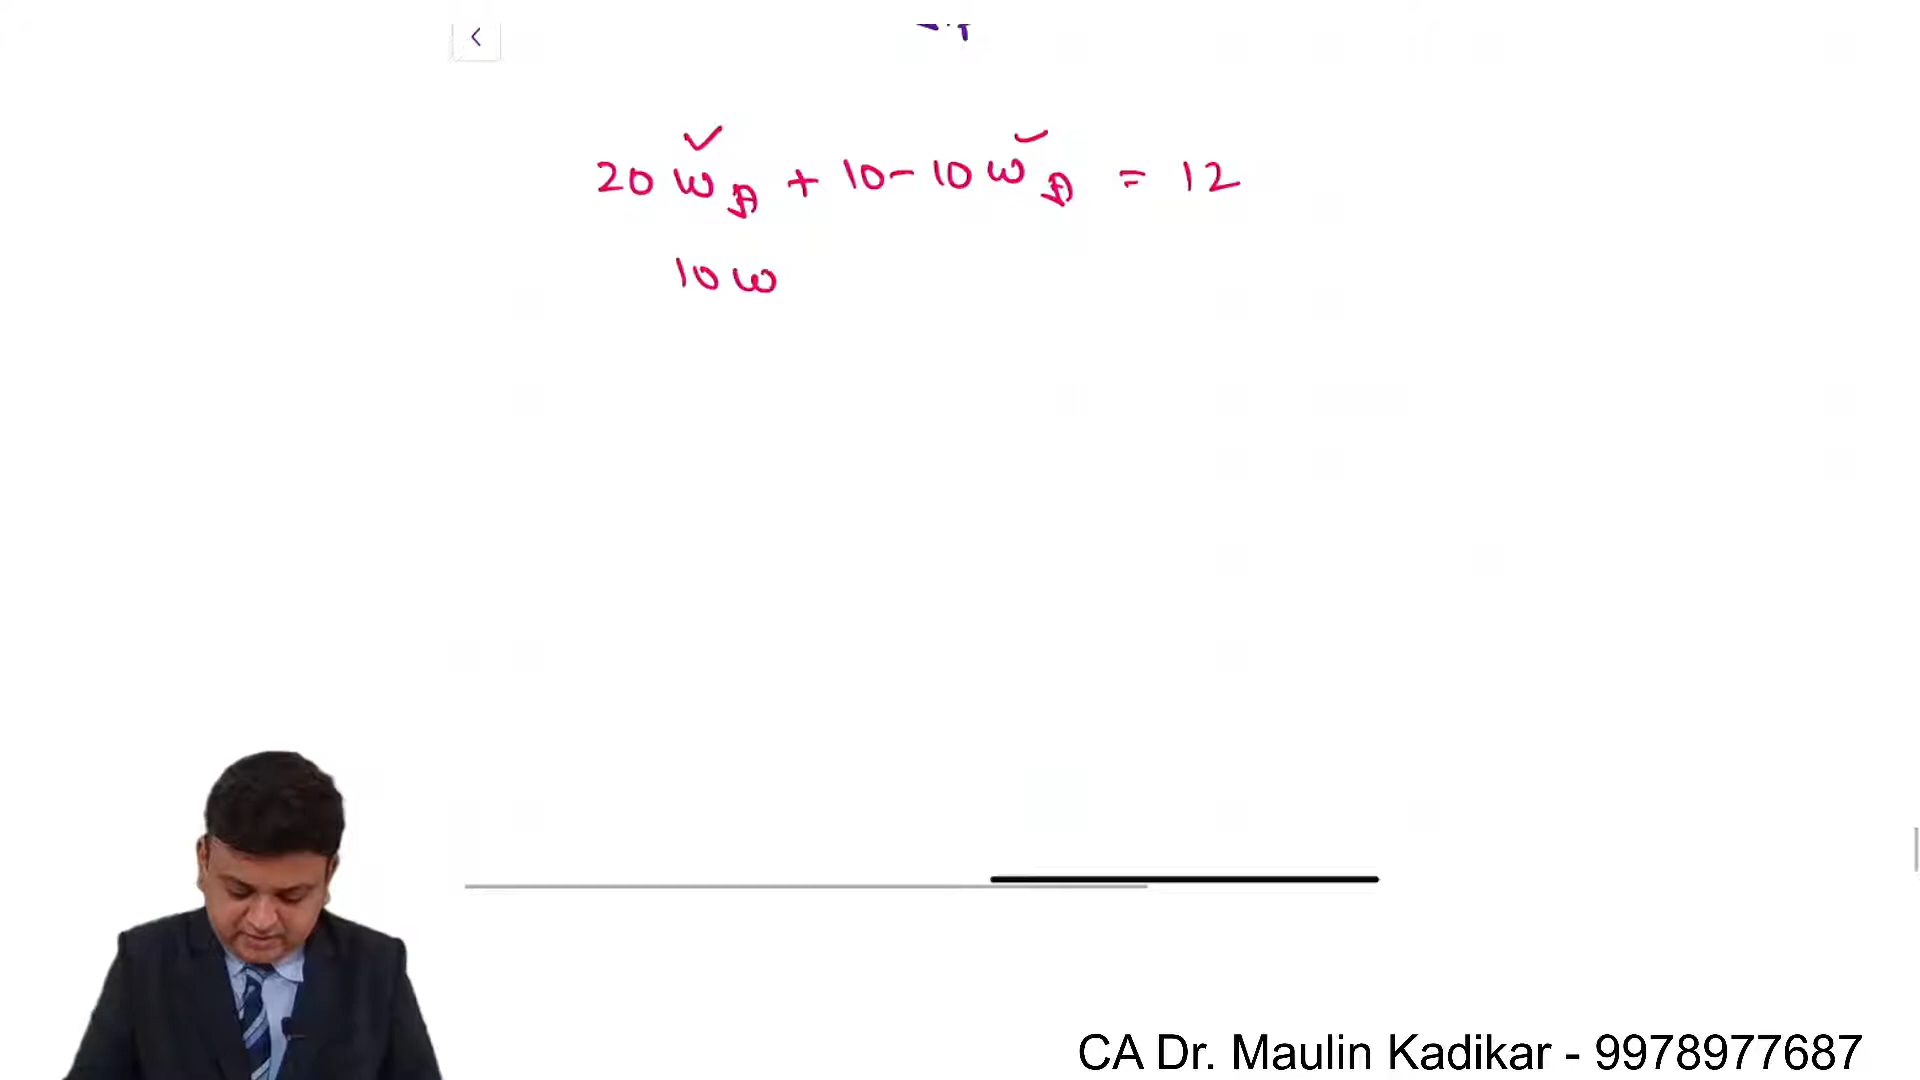 20 w_A + 10 - 10 w_A = 12
10 w
CA Dr. Maulin Kadikar - 9978977687